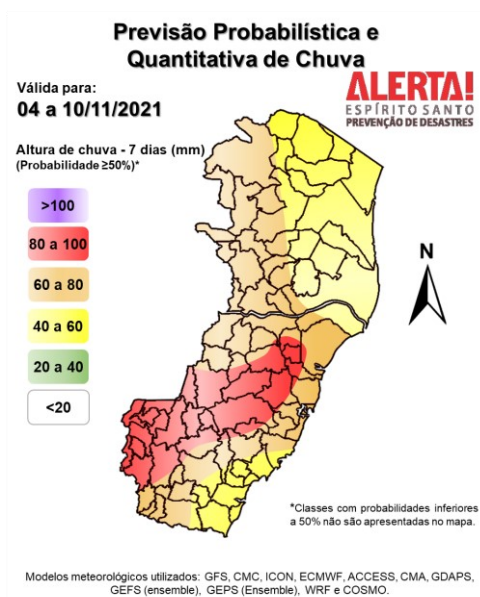 Previsão Probabilística e
Quantitativa de Chuva
Válida para:
04 a 10/11/2021
ALERTA!
ESPÍRITO SANTO
PREVENÇÃO DE DESASTRES
Altura de chuva - 7 dias (mm)
(Probabilidade ≥50%)*
>100
80 a 100
60 a 80
40 a 60
20 a 40
<20
N
*Classes com probabilidades inferiores
a 50% não são apresentadas no mapa.
Modelos meteorológicos utilizados: GFS, CMC, ICON, ECMWF, ACCESS, CMA, GDAPS,
GEFS (ensemble), GEPS (Ensemble), WRF e COSMO.